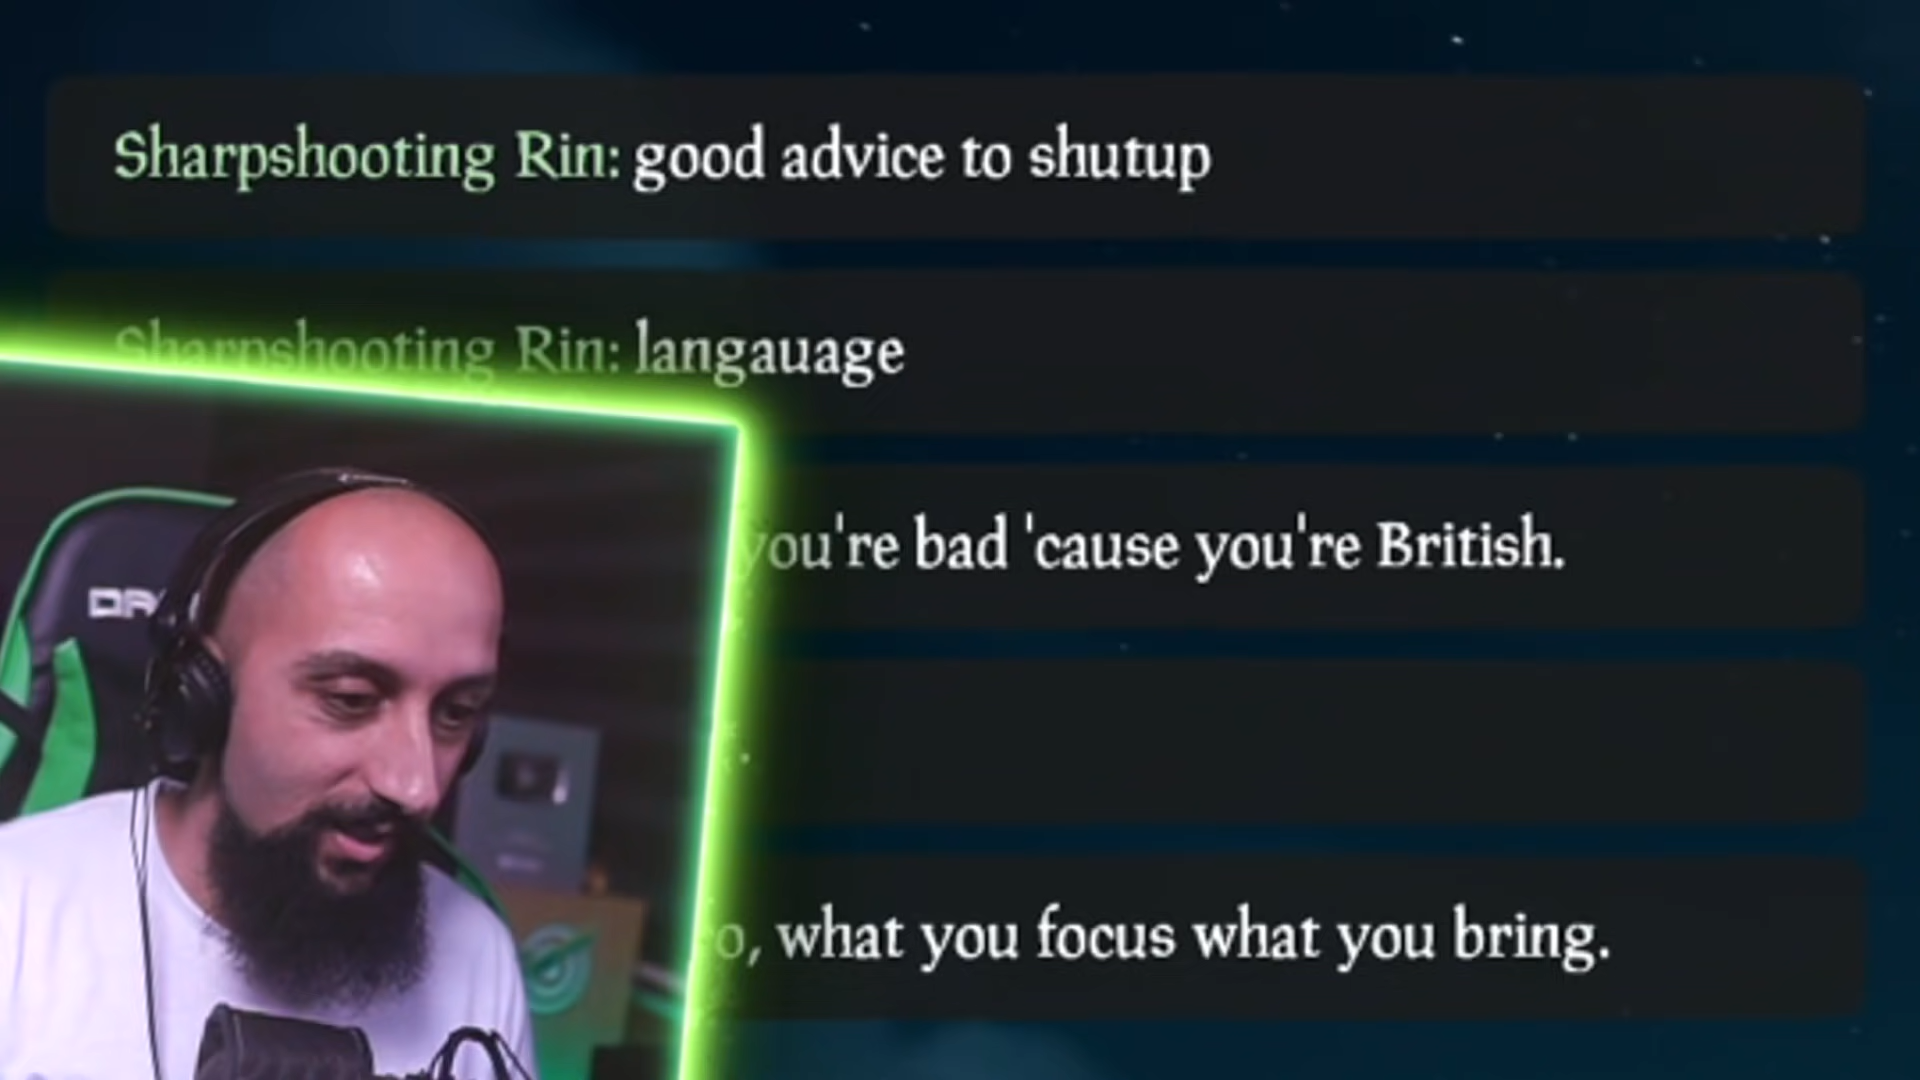 Sharpshooting Rin: good advice to shutup
Sharpshooting Rin: langauage
you're bad 'cause you're British.
what you focus what you bring.